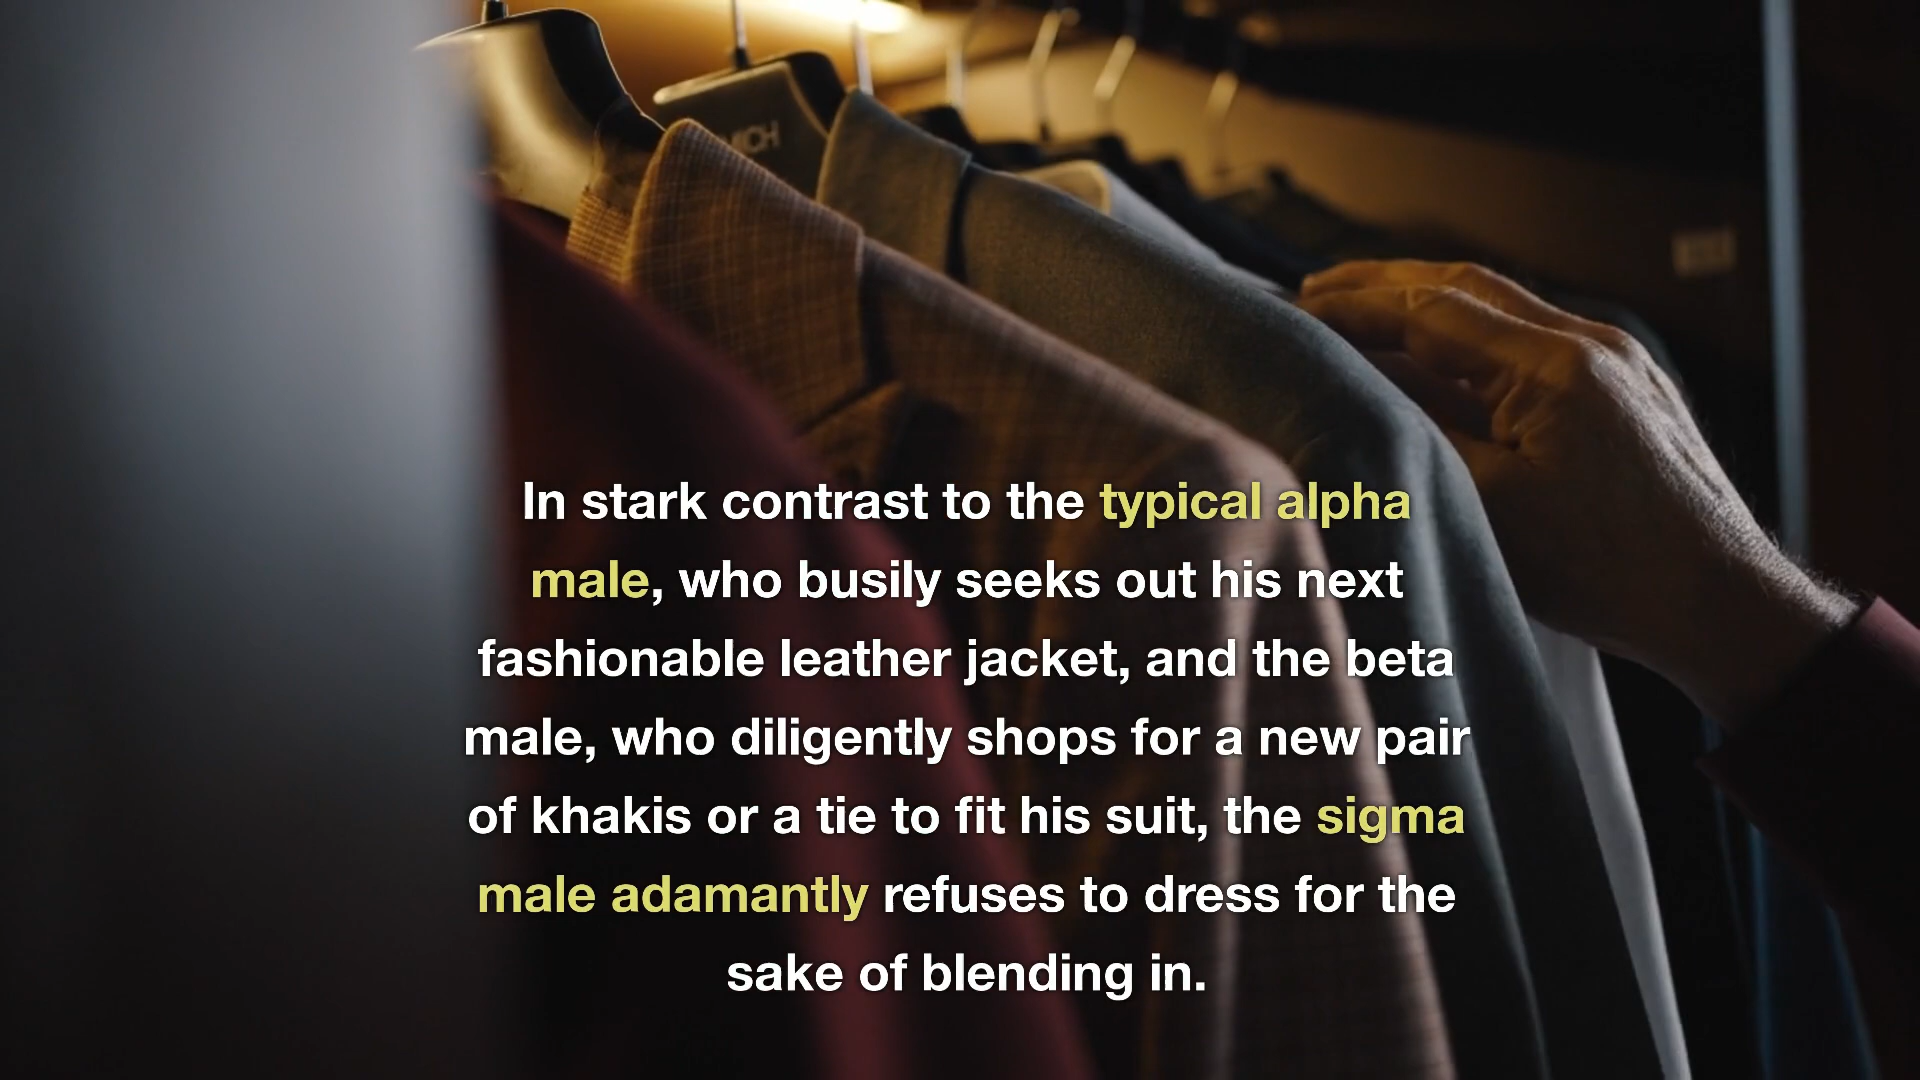 In stark contrast to the typical alpha
male, who busily seeks out his next
fashionable leather jacket, and the beta
male, who diligently shops for a new pair
of khakis or a tie to fit his suit, the sigma
male adamantly refuses to dress for the
sake of blending in.